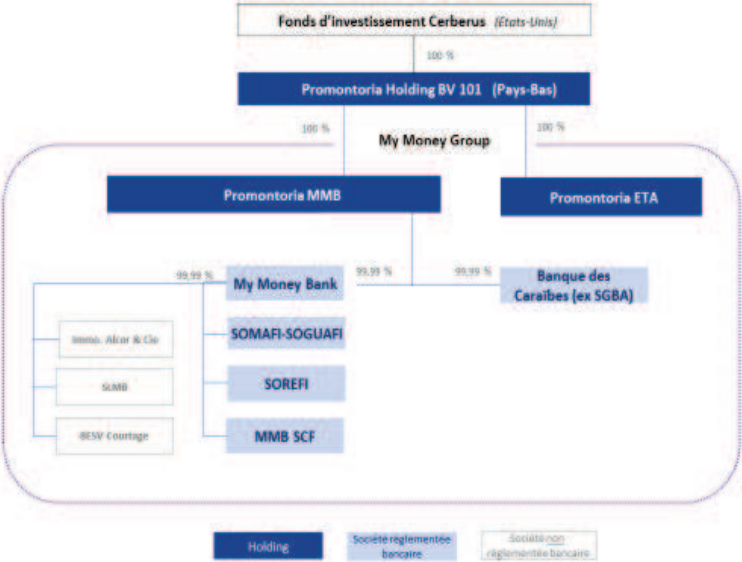 Fonds d'investissement Cerberus (Etats-Unis)
100 %
Promontoria Holding BV 101 (Pays-Bas)
100 %
100 %
My Money Group
Promontoria MMB
Promontoria ETA
99,99 %
My Money Bank
99,99 %
99,99 %
Banque des
Caraïbes (ex SGBA)
Immo. Alcor & Cie
SOMAFI-SOGUAFI
SLMB
SOREFI
BESV Courtage
MMB SCF
Holding
Société réglementée
bancaire
Société non
réglementée bancaire